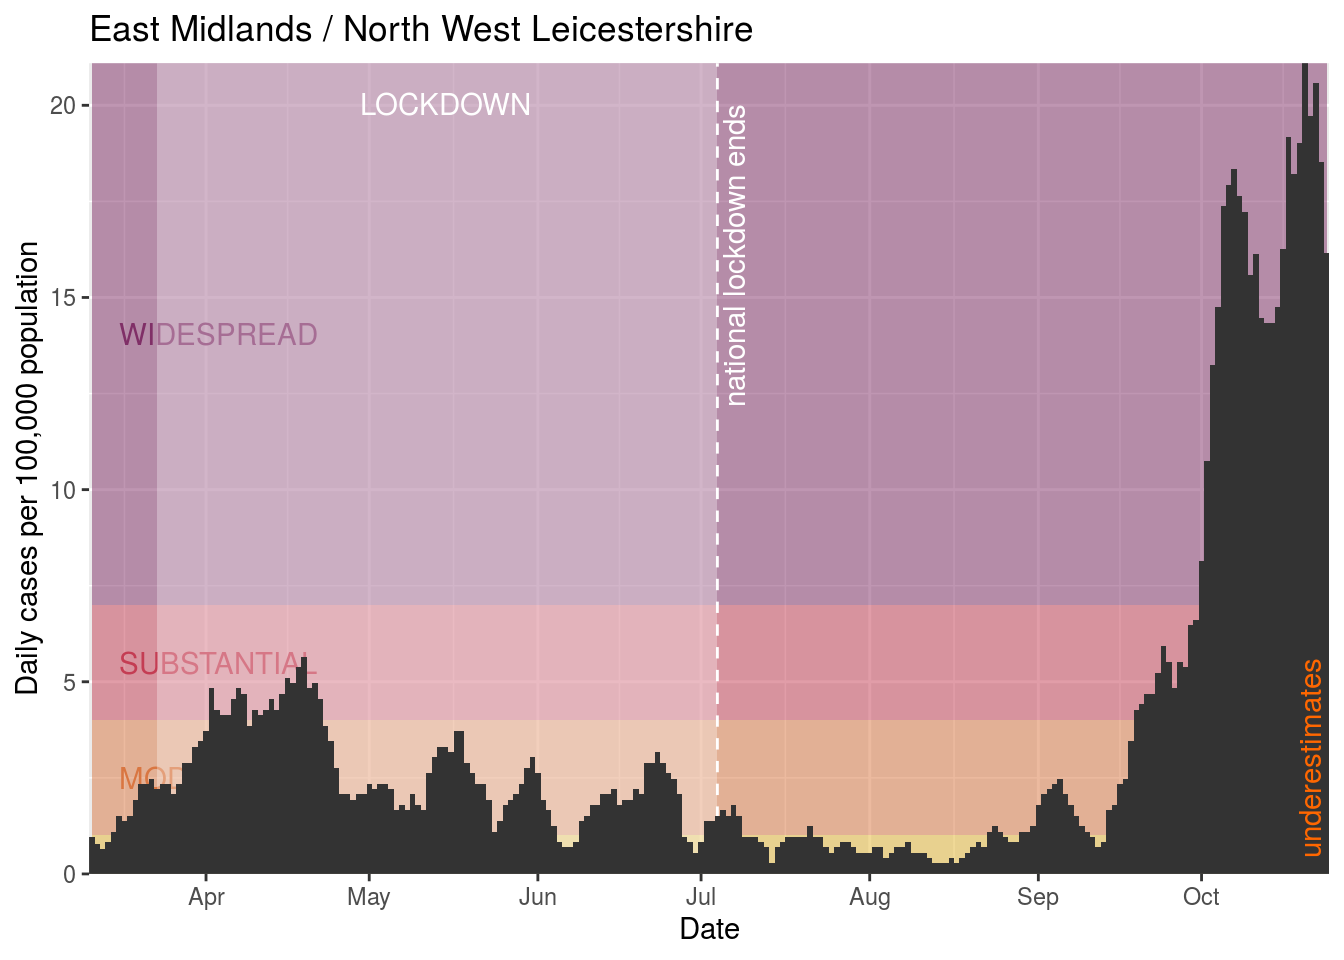 East Midlands / North West Leicestershire
Daily cases per 100,000 population
20
15
10
5
0
LOCKDOWN
national lockdown ends
WIDESPREAD
SUBSTANTIAL
MOD
underestimates
Apr
May
Jun
Jul
Aug
Sep
Oct
Date